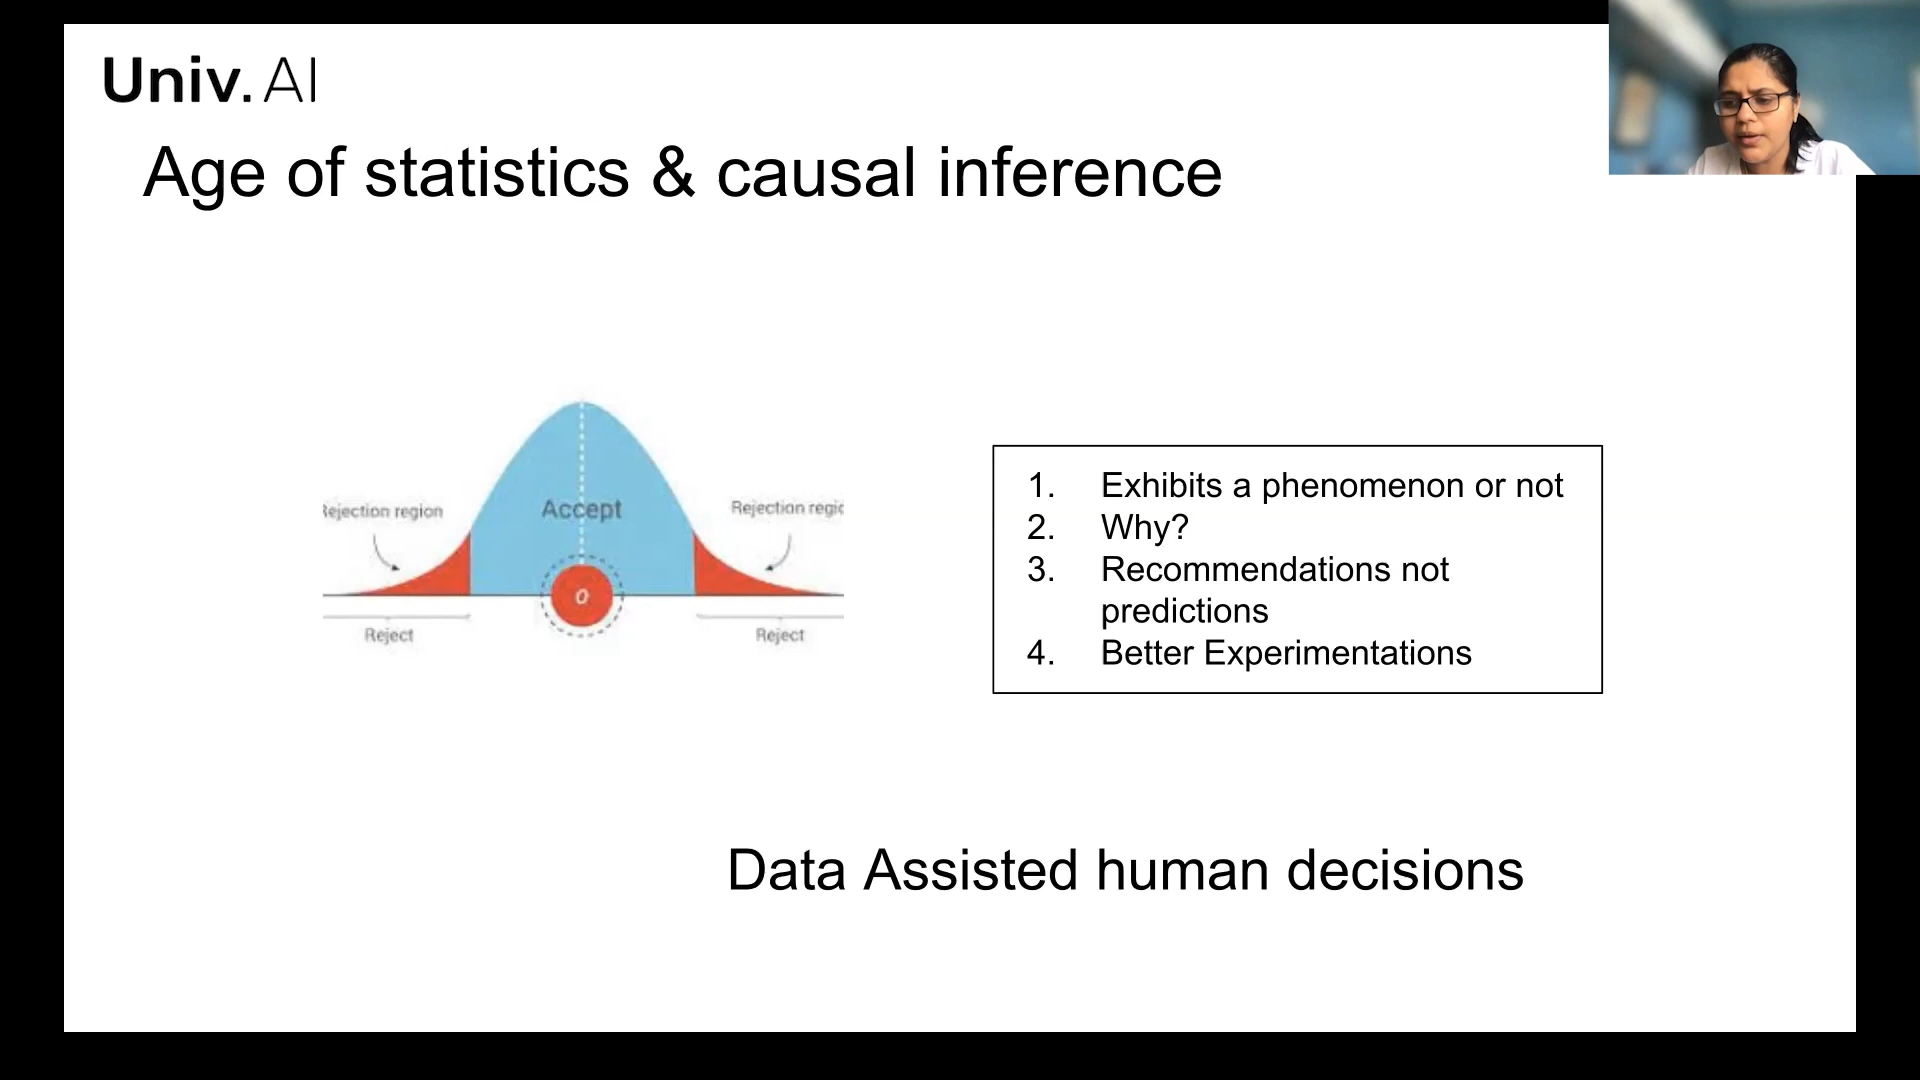 Univ.AI
Age of statistics & causal inference
Rejection region
Accept
Rejection
0
Reject
Reject
1. Exhibits a phenomenon or not
2. Why?
3. Recommendations not
predictions
4. Better Experimentations
Data Assisted human decisions